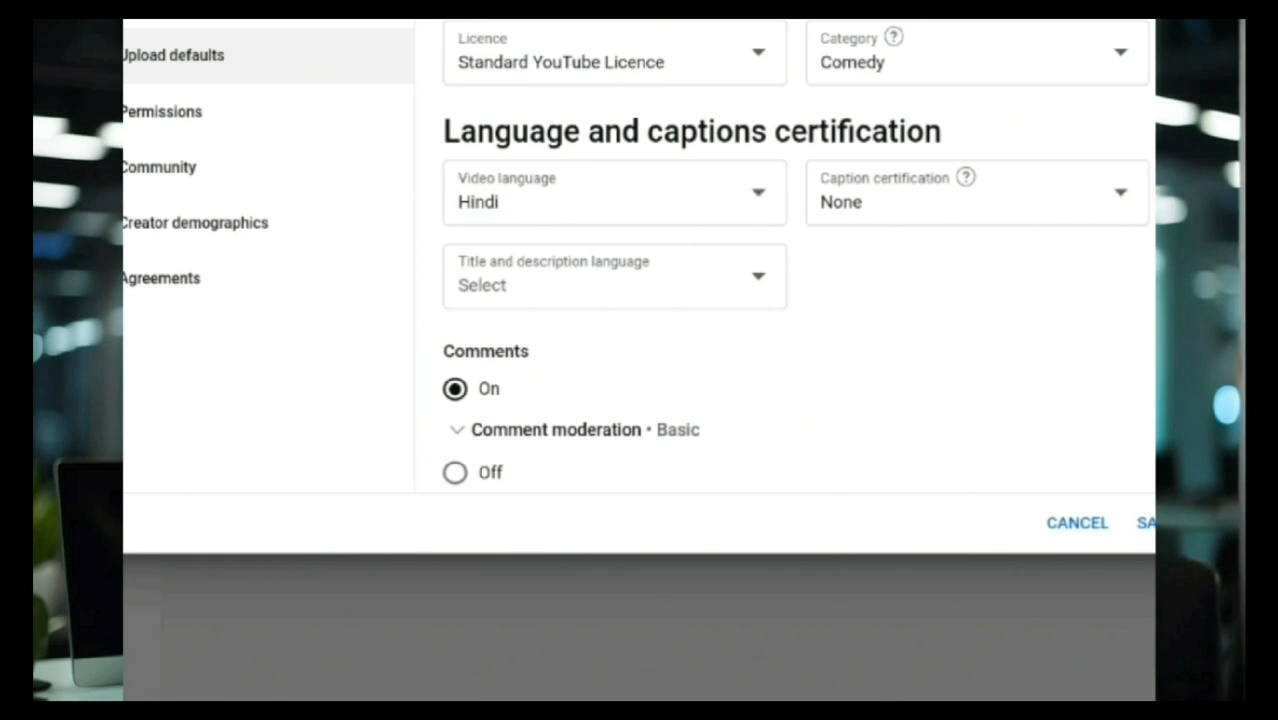 Upload defaults
Permissions
Community
Creator demographics
Agreements
Licence
Standard YouTube Licence
Category ?
Comedy
Language and captions certification
Video language
Hindi
Caption certification ?
None
Title and description language
Select
Comments
On
Comment moderation • Basic
Off
CANCEL SA